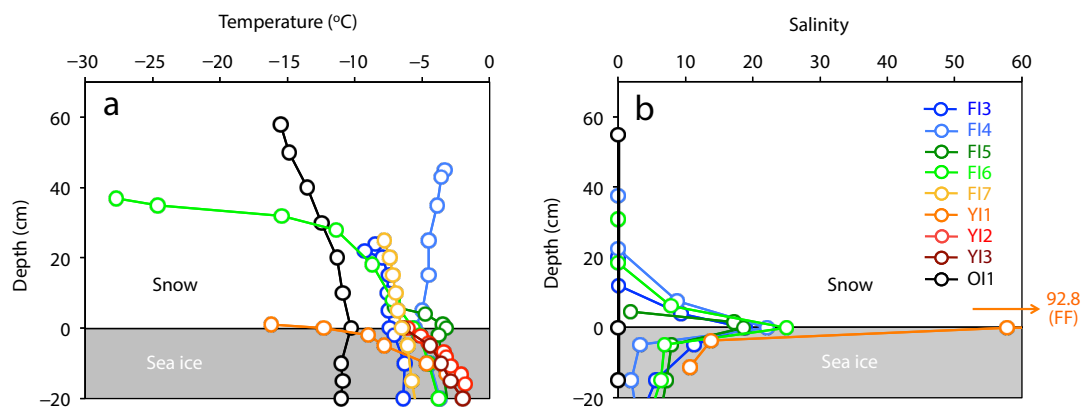 Temperature (ºC)
−30 −25 −20 −15 −10 −5 0
a
60
40
20
0
−20
Depth (cm)
Snow
Sea ice
Salinity
0 10 20 30 40 50 60
b
60
40
20
0
−20
Depth (cm)
FI3
FI4
FI5
FI6
FI7
YI1
YI2
YI3
OI1
Snow
92.8
(FF)
Sea ice